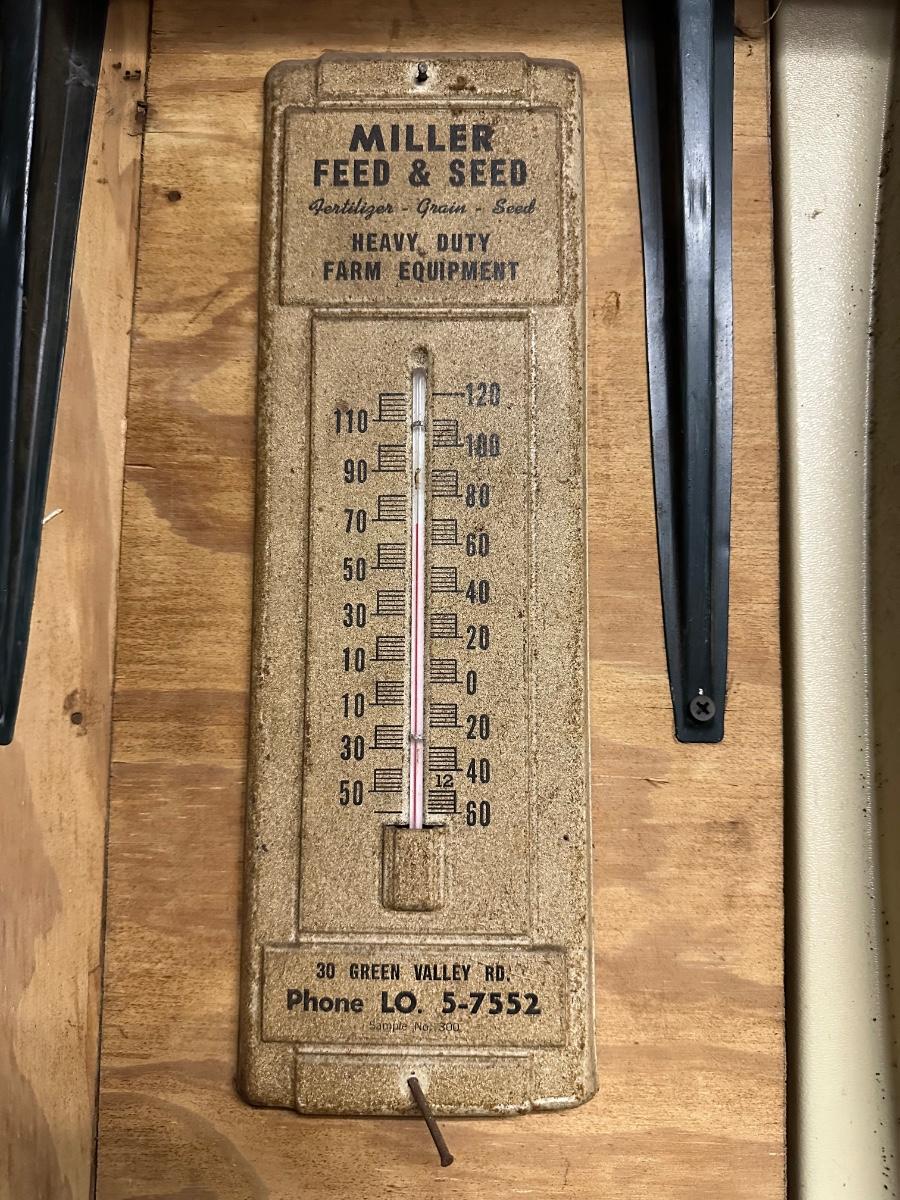 MILLER
FEED & SEED
Fertilizer - Grain - Seed
HEAVY DUTY
FARM EQUIPMENT
120
110
100
90
80
70
60
50
40
30
20
10
0
10
20
30
40
12
50
60
30 GREEN VALLEY RD.
Phone LO. 5-7552
Sample No. 300